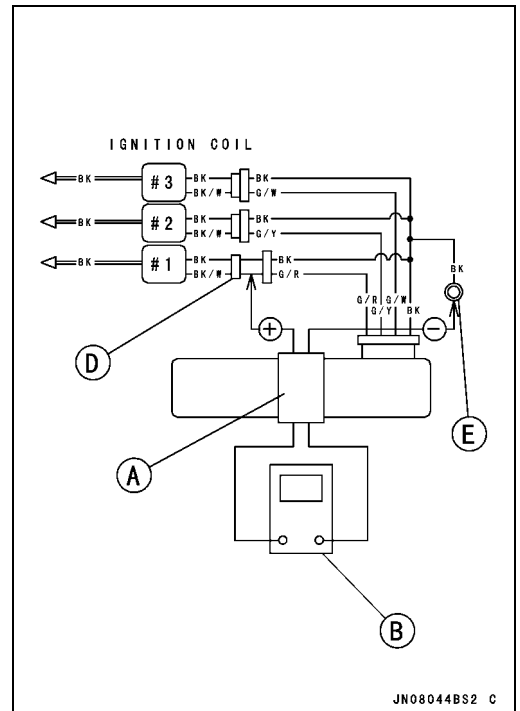 IGNITION COIL
BK #3 BK BK
BK/W G/W
BK #2 BK BK
BK/W G/Y
BK #1 BK BK
BK/W G/R
BK
G/R G/W
G/Y BK
+ −
D
E
A
B
JN08044BS2 C